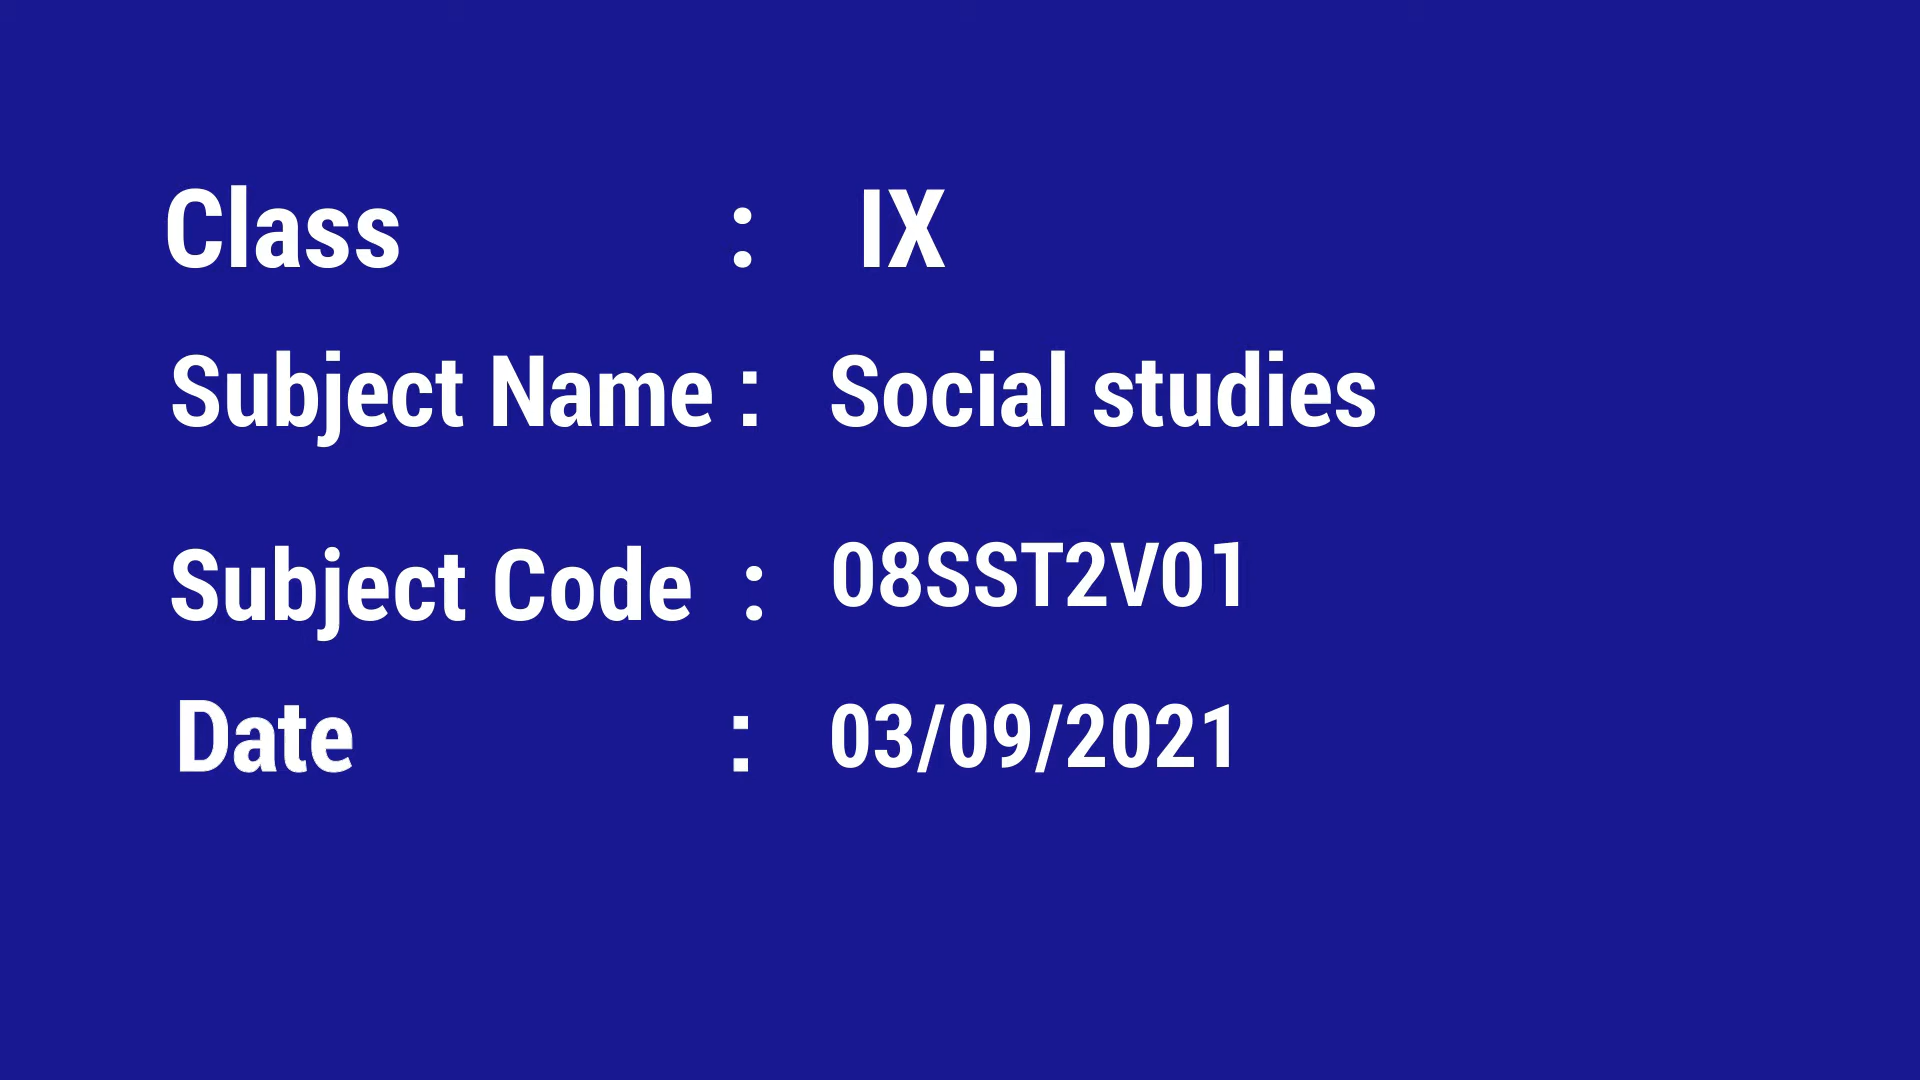 Class : IX
Subject Name : Social studies
Subject Code : 08SST2V01
Date : 03/09/2021